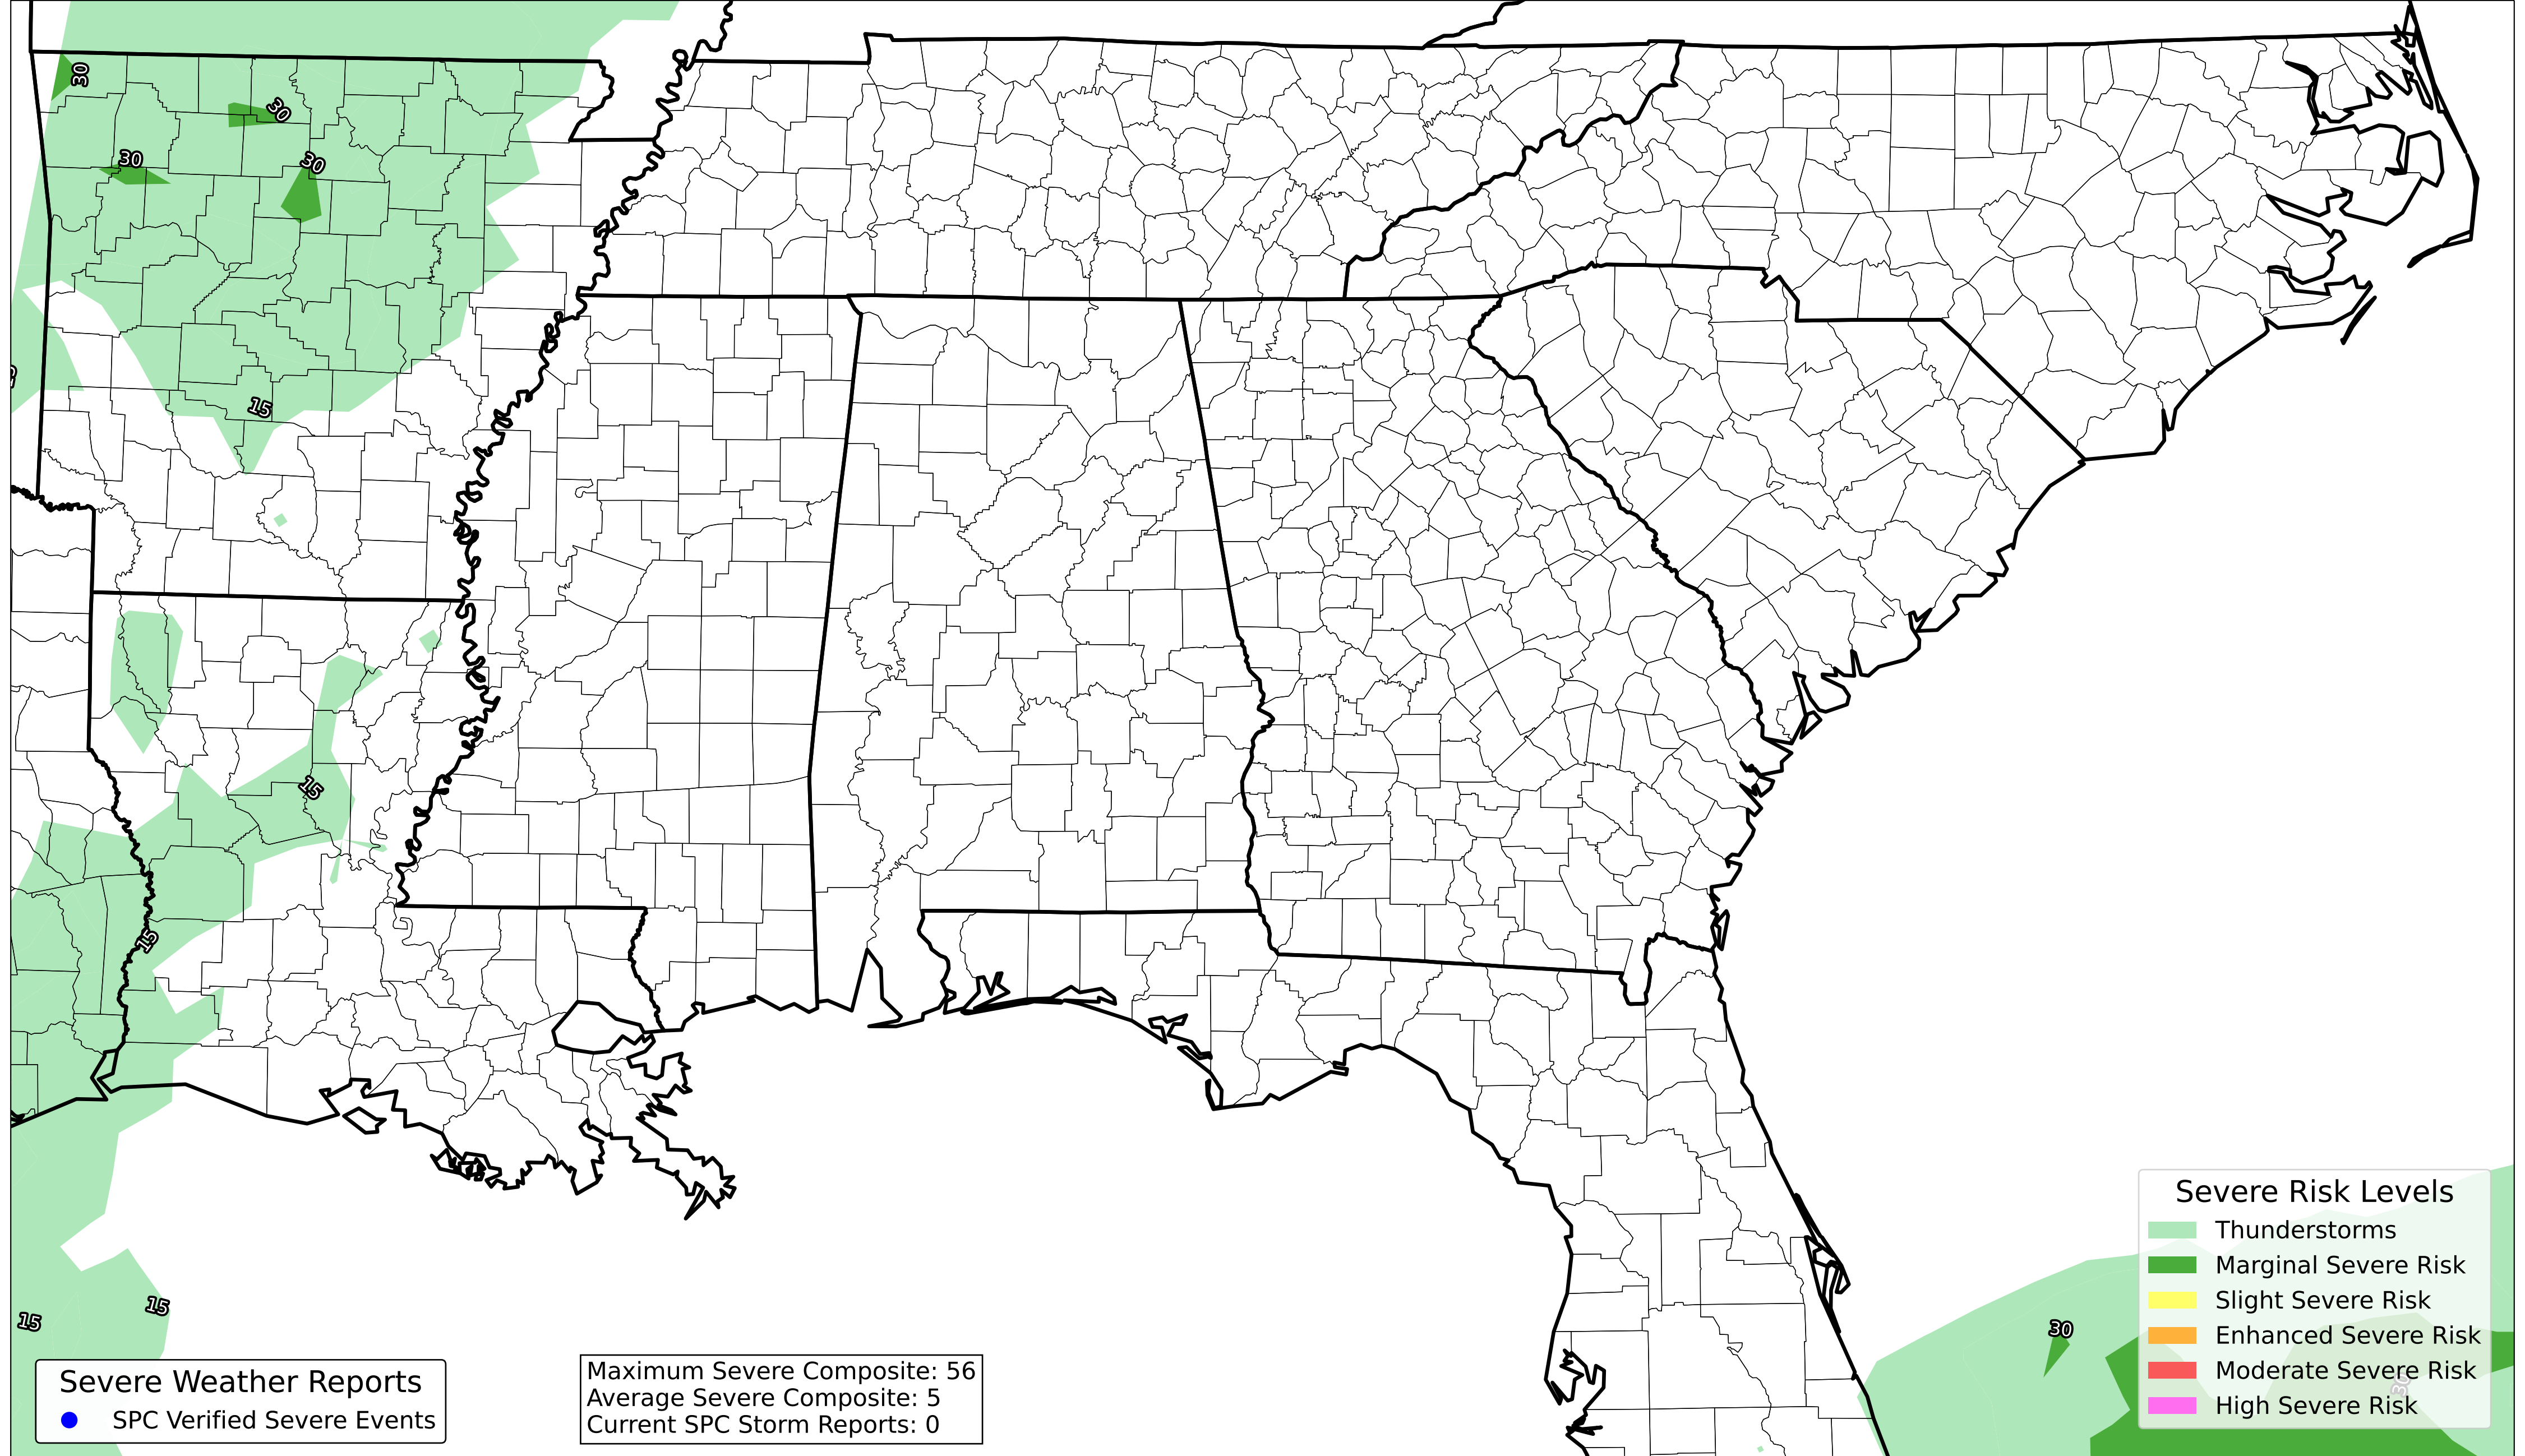 30
30
30
30
15
15
15
15
15
30
30
Severe Risk Levels
Thunderstorms
Marginal Severe Risk
Slight Severe Risk
Enhanced Severe Risk
Moderate Severe Risk
High Severe Risk
Severe Weather Reports
SPC Verified Severe Events
Maximum Severe Composite: 56
Average Severe Composite: 5
Current SPC Storm Reports: 0